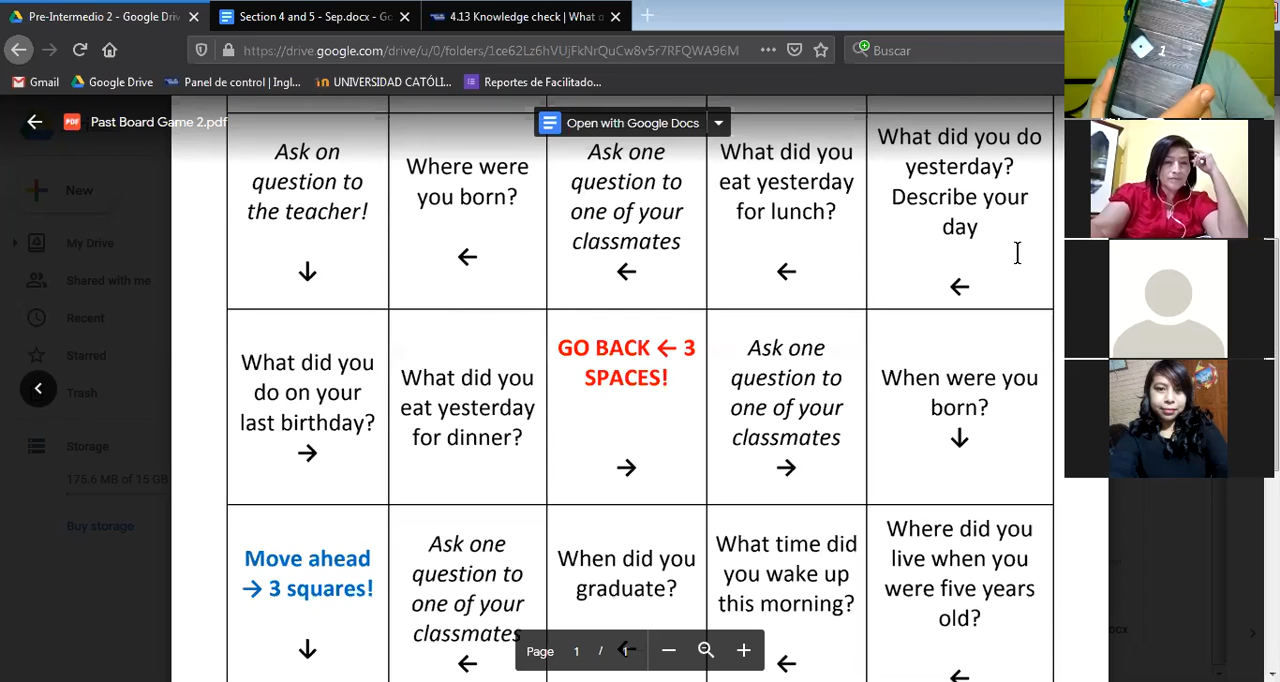 Pre-Intermedio 2 - Google Driv
Section 4 and 5 - Sep.docx - Go
4.13 Knowledge check | What o
https://drive.google.com/drive/u/0/folders/1ce62Lz6hVUjFkNrQuCw8v5r7RFQWA96M
Buscar
Gmail
Google Drive
Panel de control | Ingl...
UNIVERSIDAD CATÓLI...
Reportes de Facilitado...
PDF
Past Board Game 2.pdf
Open with Google Docs
New
My Drive
Shared with me
Recent
Starred
Trash
Storage
175.6 MB of 15 GB
Buy storage
Ask on
question to
the teacher!
↓
Where were
you born?
←
Ask one
question to
one of your
classmates
←
What did you
eat yesterday
for lunch?
←
What did you do
yesterday?
Describe your
day
←
What did you
do on your
last birthday?
→
What did you
eat yesterday
for dinner?
GO BACK ← 3
SPACES!
→
Ask one
question to
one of your
classmates
→
When were you
born?
↓
Move ahead
→ 3 squares!
↓
Ask one
question to
one of your
classmates
←
When did you
graduate?
←
What time did
you wake up
this morning?
←
Where did you
live when you
were five years
old?
←
Page 1 / 1
1